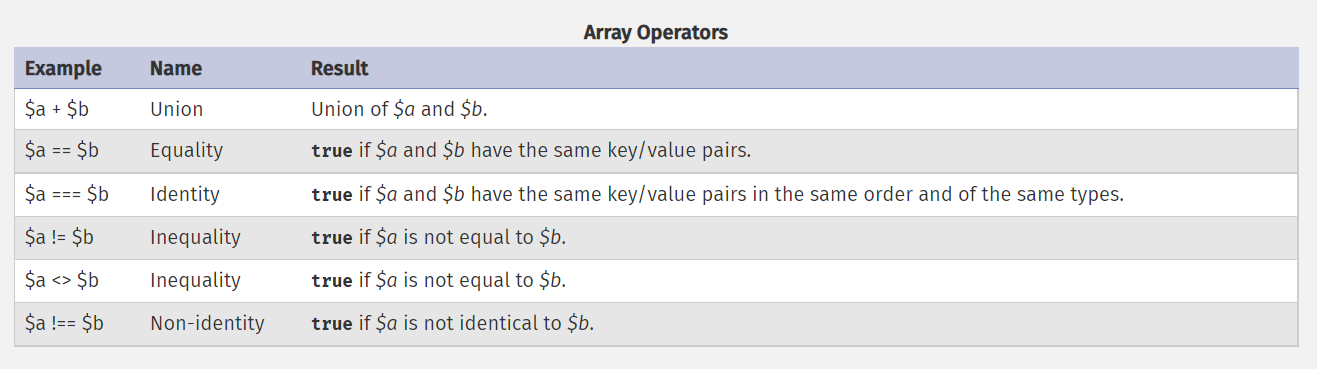 Array Operators
Example Name Result
$a + $b Union Union of $a and $b.
$a == $b Equality true if $a and $b have the same key/value pairs.
$a === $b Identity true if $a and $b have the same key/value pairs in the same order and of the same types.
$a != $b Inequality true if $a is not equal to $b.
$a <> $b Inequality true if $a is not equal to $b.
$a !== $b Non-identity true if $a is not identical to $b.